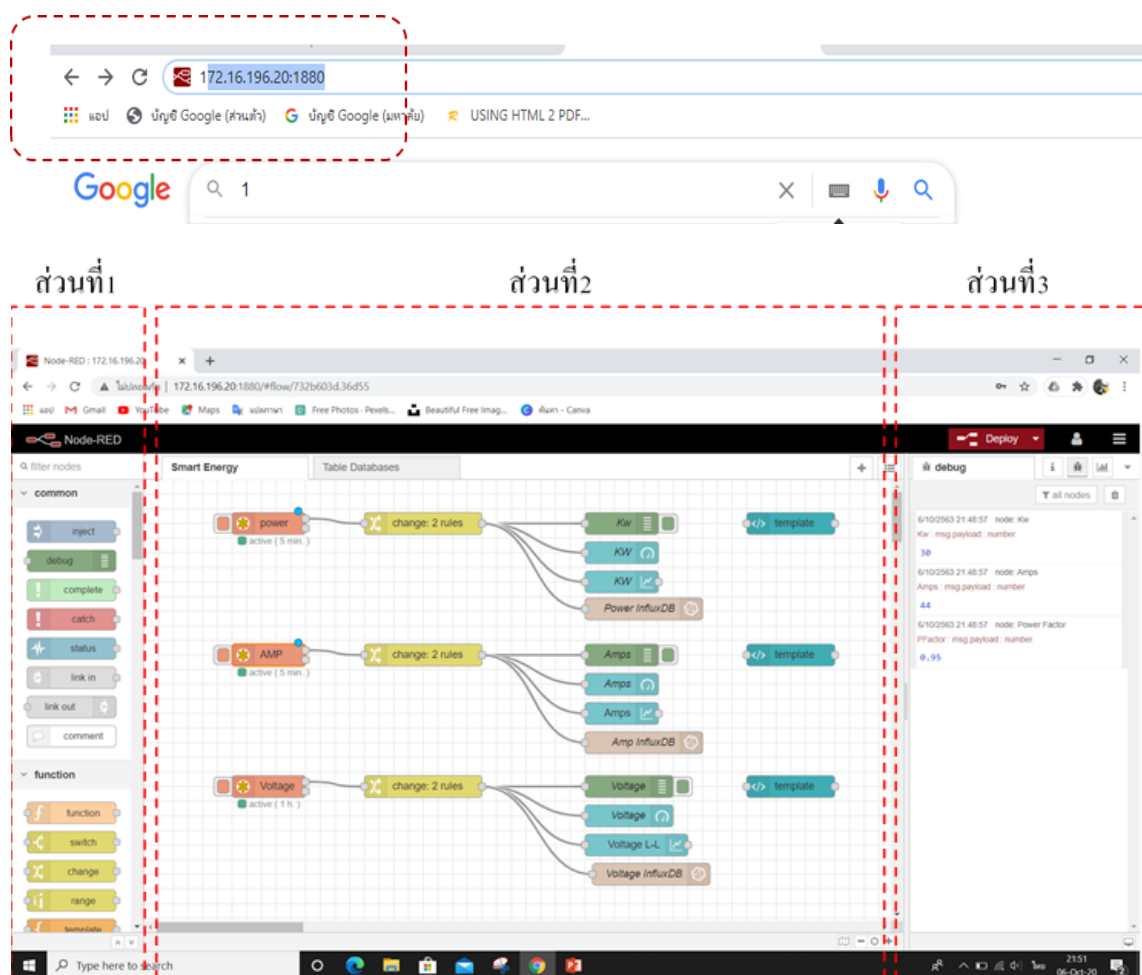 172.16.196.20:1880
แอป บัญชี Google (ส่วนตัว) บัญชี Google (มหาลัย) USING HTML 2 PDF...
Google 1
ส่วนที่1 ส่วนที่2 ส่วนที่3
Node-RED : 172.16.196.20
172.16.196.20:1880/#flow/732b603d.36d55
แอป Gmail YouTube Maps แปลภาษา Free Photos - Pexels... Beautiful Free Imag... ค้นหา - Canva
Node-RED Deploy
filter nodes Smart Energy Table Databases debug
common
all nodes
inject power change: 2 rules Kw template
active ( 5 min. )
debug KW
complete KW
catch Power InfluxDB
status AMP change: 2 rules Amps template
active ( 5 min. )
link in Amps
link out Amps
comment Amp InfluxDB
function
Voltage change: 2 rules Voltage template
active ( 1 h. )
function Voltage
switch Voltage L-L
change Voltage InfluxDB
range
template
6/10/2563 21:48:57 node: Kw
Kw : msg.payload : number
30
6/10/2563 21:48:57 node: Amps
Amps : msg.payload : number
44
6/10/2563 21:48:57 node: Power Factor
PFactor : msg.payload : number
0.95
Type here to search
ไทย
21:51
06-Oct-20